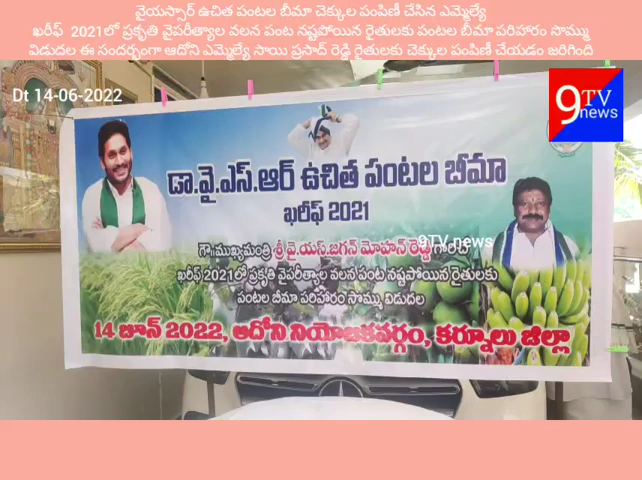 వైయస్సార్ ఉచిత పంటల బీమా చెక్కుల పంపిణీ చేసిన ఎమ్మెల్యే
ఖరీఫ్ 2021లో ప్రకృతి వైపరీత్యాల వలన పంట నష్టపోయిన రైతులకు పంటల బీమా పరిహారం సొమ్ము
విడుదల ఈ సందర్భంగా ఆదోని ఎమ్మెల్యే సాయి ప్రసాద్ రెడ్డి రైతులకు చెక్కుల పంపిణీ చేయడం జరిగింది
Dt 14-06-2022
9TV
news
డా.వై.ఎస్.ఆర్ ఉచిత పంటల బీమా
ఖరీఫ్ 2021
గౌ॥ముఖ్యమంత్రి శ్రీ వై.యస్.జగన్ మోహన్ రెడ్డి గారిచే
9TV news
ఖరీఫ్ 2021లో ప్రకృతి వైపరీత్యాల వలన పంట నష్టపోయిన రైతులకు
పంటల బీమా పరిహారం సొమ్ము విడుదల
14 జూన్ 2022, ఆదోని నియోజకవర్గం, కర్నూలు జిల్లా